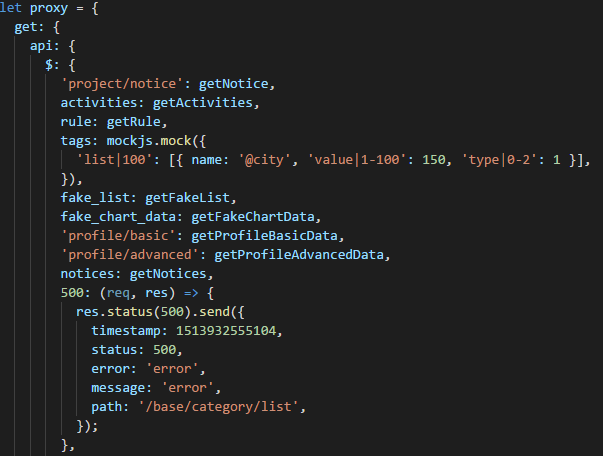 let proxy = {
  get: {
    api: {
      $: {
        'project/notice': getNotice,
        activities: getActivities,
        rule: getRule,
        tags: mockjs.mock({
          'list|100': [{ name: '@city', 'value|1-100': 150, 'type|0-2': 1 }],
        }),
        fake_list: getFakeList,
        fake_chart_data: getFakeChartData,
        'profile/basic': getProfileBasicData,
        'profile/advanced': getProfileAdvancedData,
        notices: getNotices,
        500: (req, res) => {
          res.status(500).send({
            timestamp: 1513932555104,
            status: 500,
            error: 'error',
            message: 'error',
            path: '/base/category/list',
          });
        },